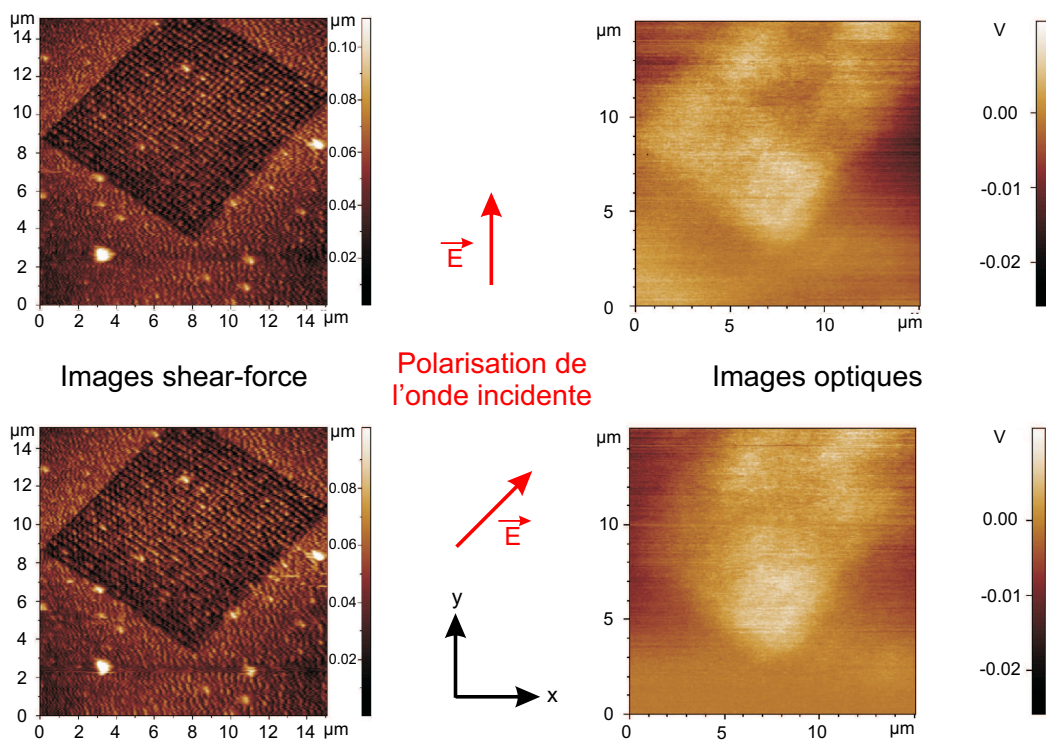 µm
14
12
10
8
6
4
2
0
0 2 4 6 8 10 12 14
µm
µm
0.10
0.08
0.06
0.04
0.02
E
µm
10
5
0
0 5 10
µm
V
0.00
-0.01
-0.02
Images shear-force
Polarisation de
l'onde incidente
Images optiques
µm
14
12
10
8
6
4
2
0
0 2 4 6 8 10 12 14
µm
µm
0.08
0.06
0.04
0.02
E
y
x
µm
10
5
0
0 5 10
µm
V
0.00
-0.01
-0.02